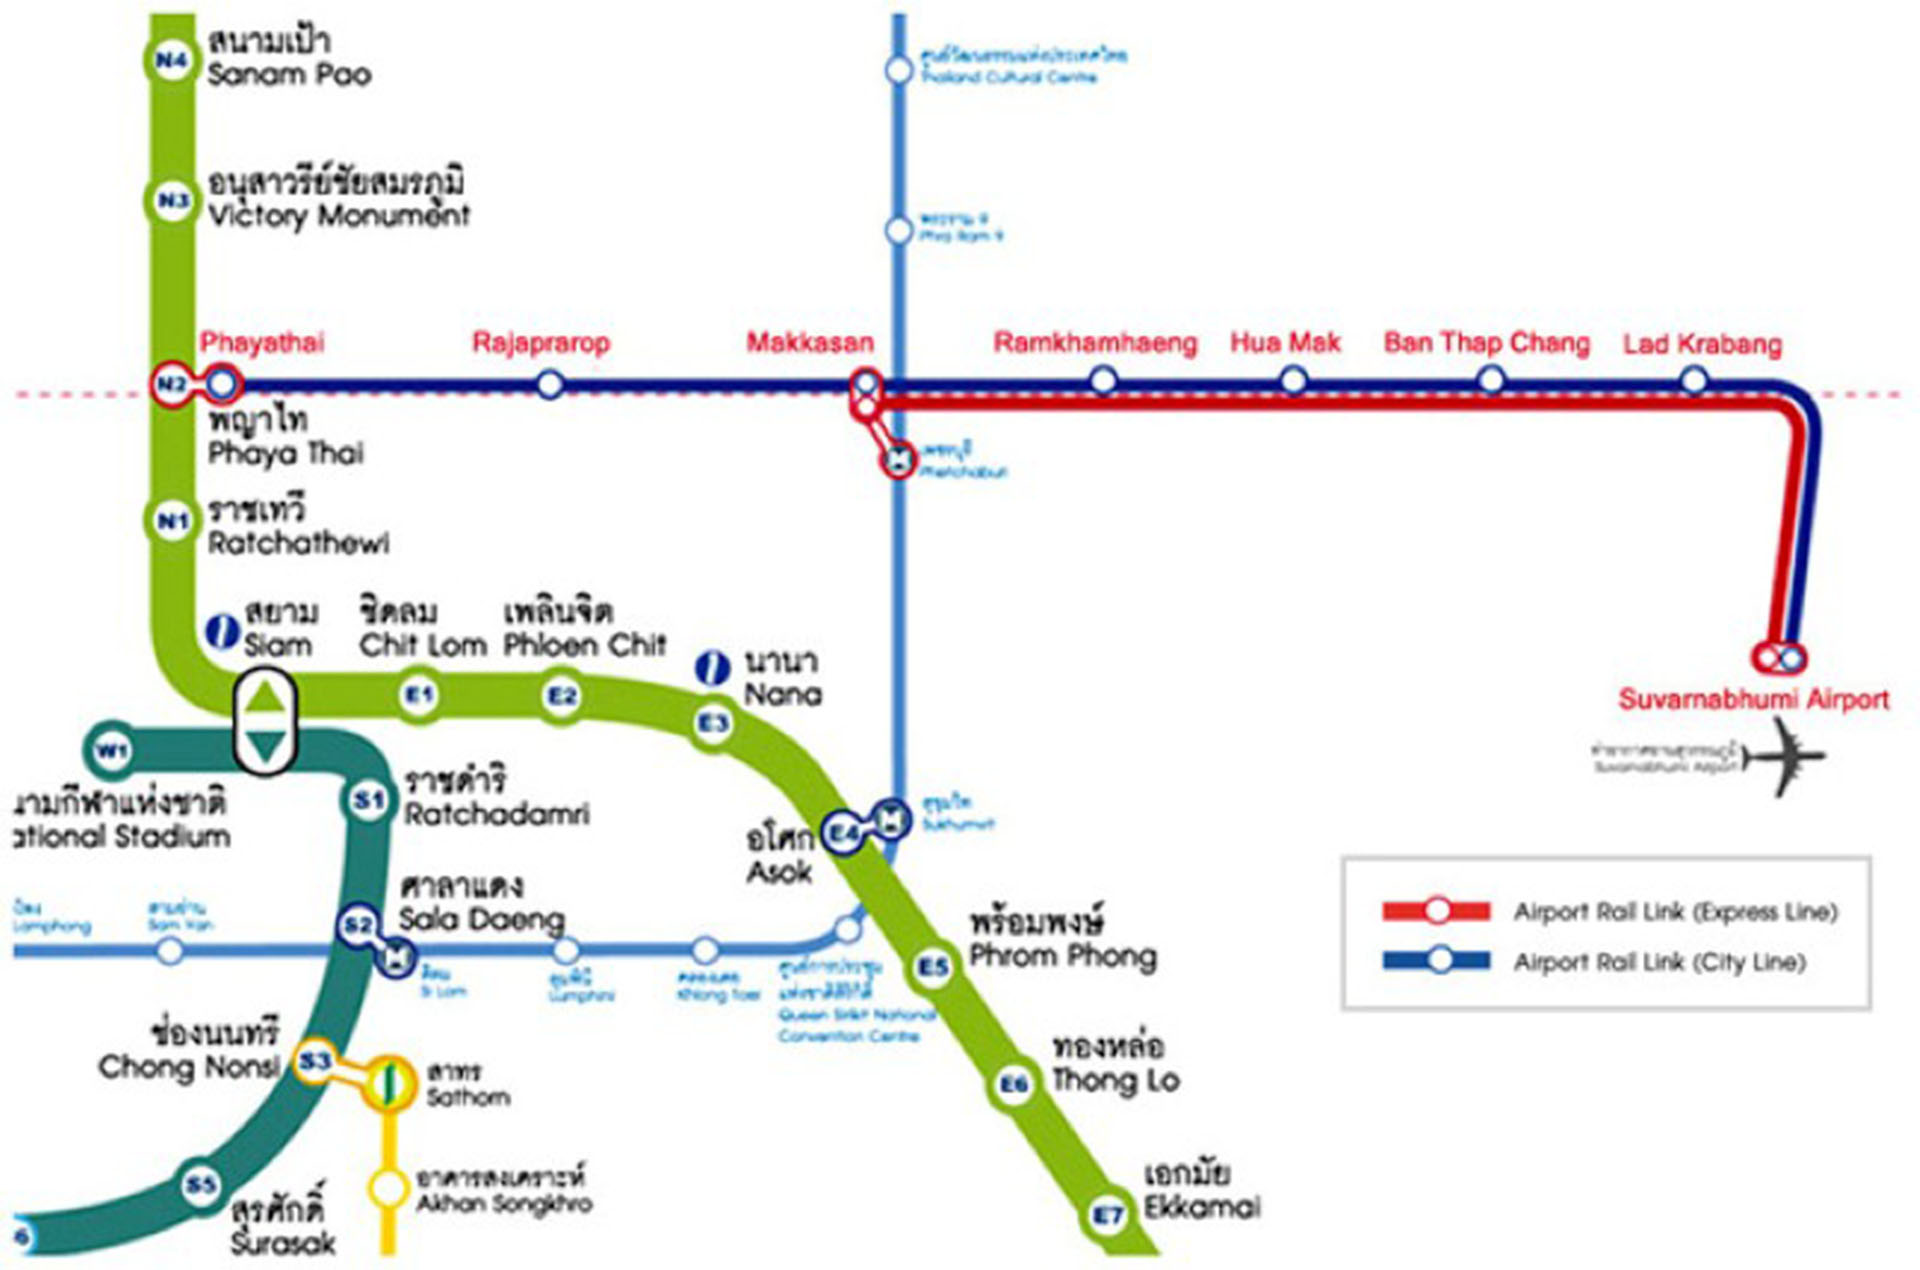 N4
สนามเป้า
Sanam Pao
ศูนย์วัฒนธรรมแห่งประเทศไทย
Thailand Cultural Centre
N3
อนุสาวรีย์ชัยสมรภูมิ
Victory Monument
พระราม 9
Phra Ram 9
Phayathai
Rajaprarop
Makkasan
Ramkhamhaeng
Hua Mak
Ban Thap Chang
Lad Krabang
N2
พญาไท
Phaya Thai
เพชรบุรี
Phetchaburi
N1
ราชเทวี
Ratchathewi
สยาม
Siam
ชิดลม
Chit Lom
เพลินจิต
Phloen Chit
นานา
Nana
E1
E2
E3
Suvarnabhumi Airport
ท่าอากาศยานสุวรรณภูมิ
Suvarnabhumi Airport
W1
นามกีฬาแห่งชาติ
ational Stadium
S1
ราชดำริ
Ratchadamri
E4
อโศก
Asok
สุขุมวิท
Sukhumvit
S2
ศาลาแดง
Sala Daeng
Lamphong
สามย่าน
Sam Yan
สีลม
Si Lom
ลุมพินี
Lumphini
คลองเตย
Khlong Toei
ศูนย์การประชุม
แห่งชาติสิริกิติ์
Queen Sirikit National
Convention Centre
E5
พร้อมพงษ์
Phrom Phong
Airport Rail Link (Express Line)
Airport Rail Link (City Line)
ช่องนนทรี
Chong Nonsi
S3
สาทร
Sathorn
E6
ทองหล่อ
Thong Lo
S5
สุรศักดิ์
Surasak
อาคารสงเคราะห์
Akhan Songkhro
E7
เอกมัย
Ekkamai
6